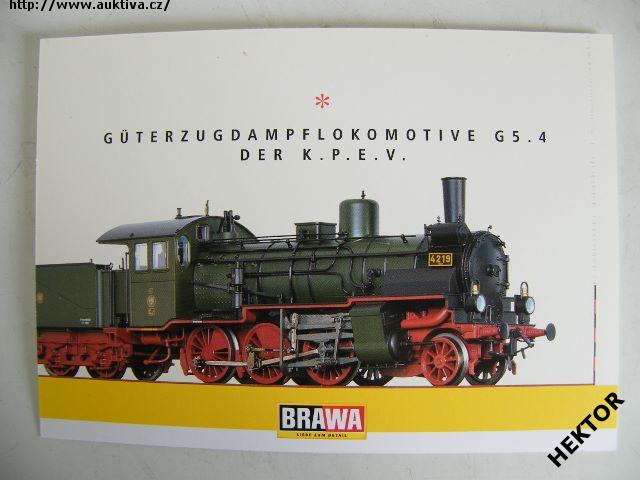 http://www.auktiva.cz/
*
GÜTERZUGDAMPFLOKOMOTIVE G5.4
DER K.P.E.V.
4219
BRAWA
LIEBE ZUM DETAIL
HEKTOR